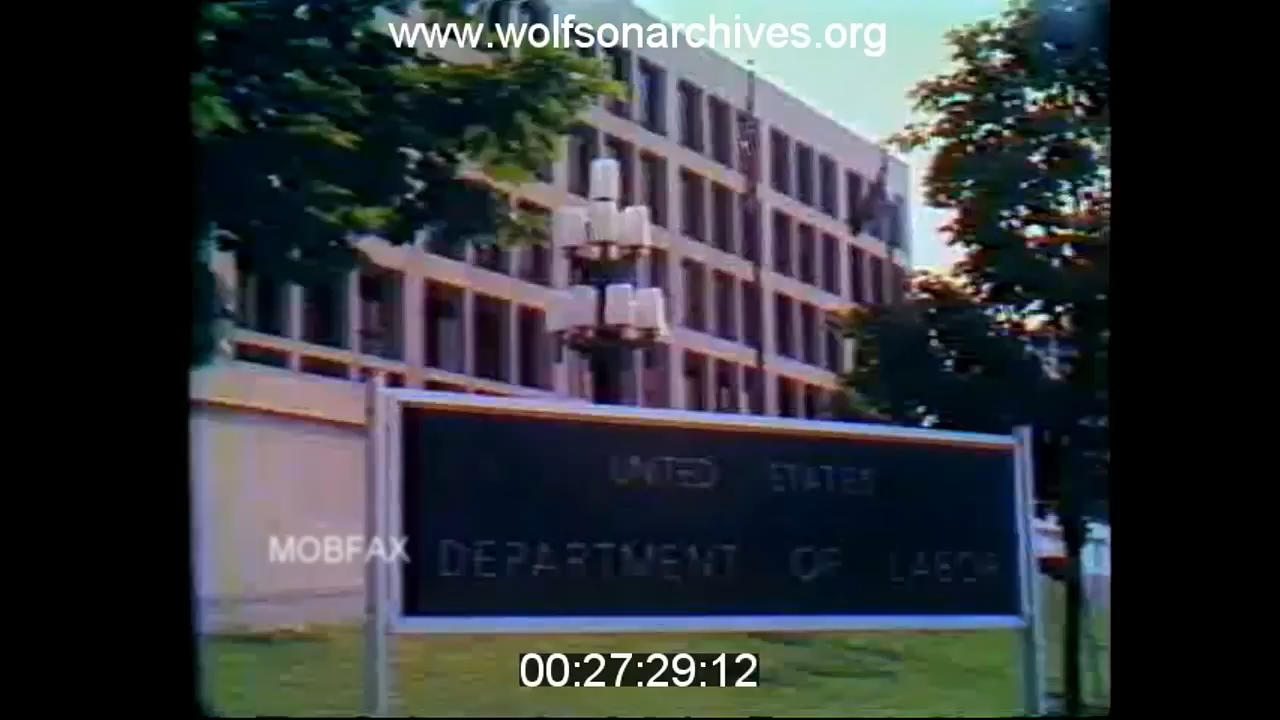 www.wolfsonarchives.org
UNITED STATES
MOBFAX
DEPARTMENT OF LABOR
00:27:29:12